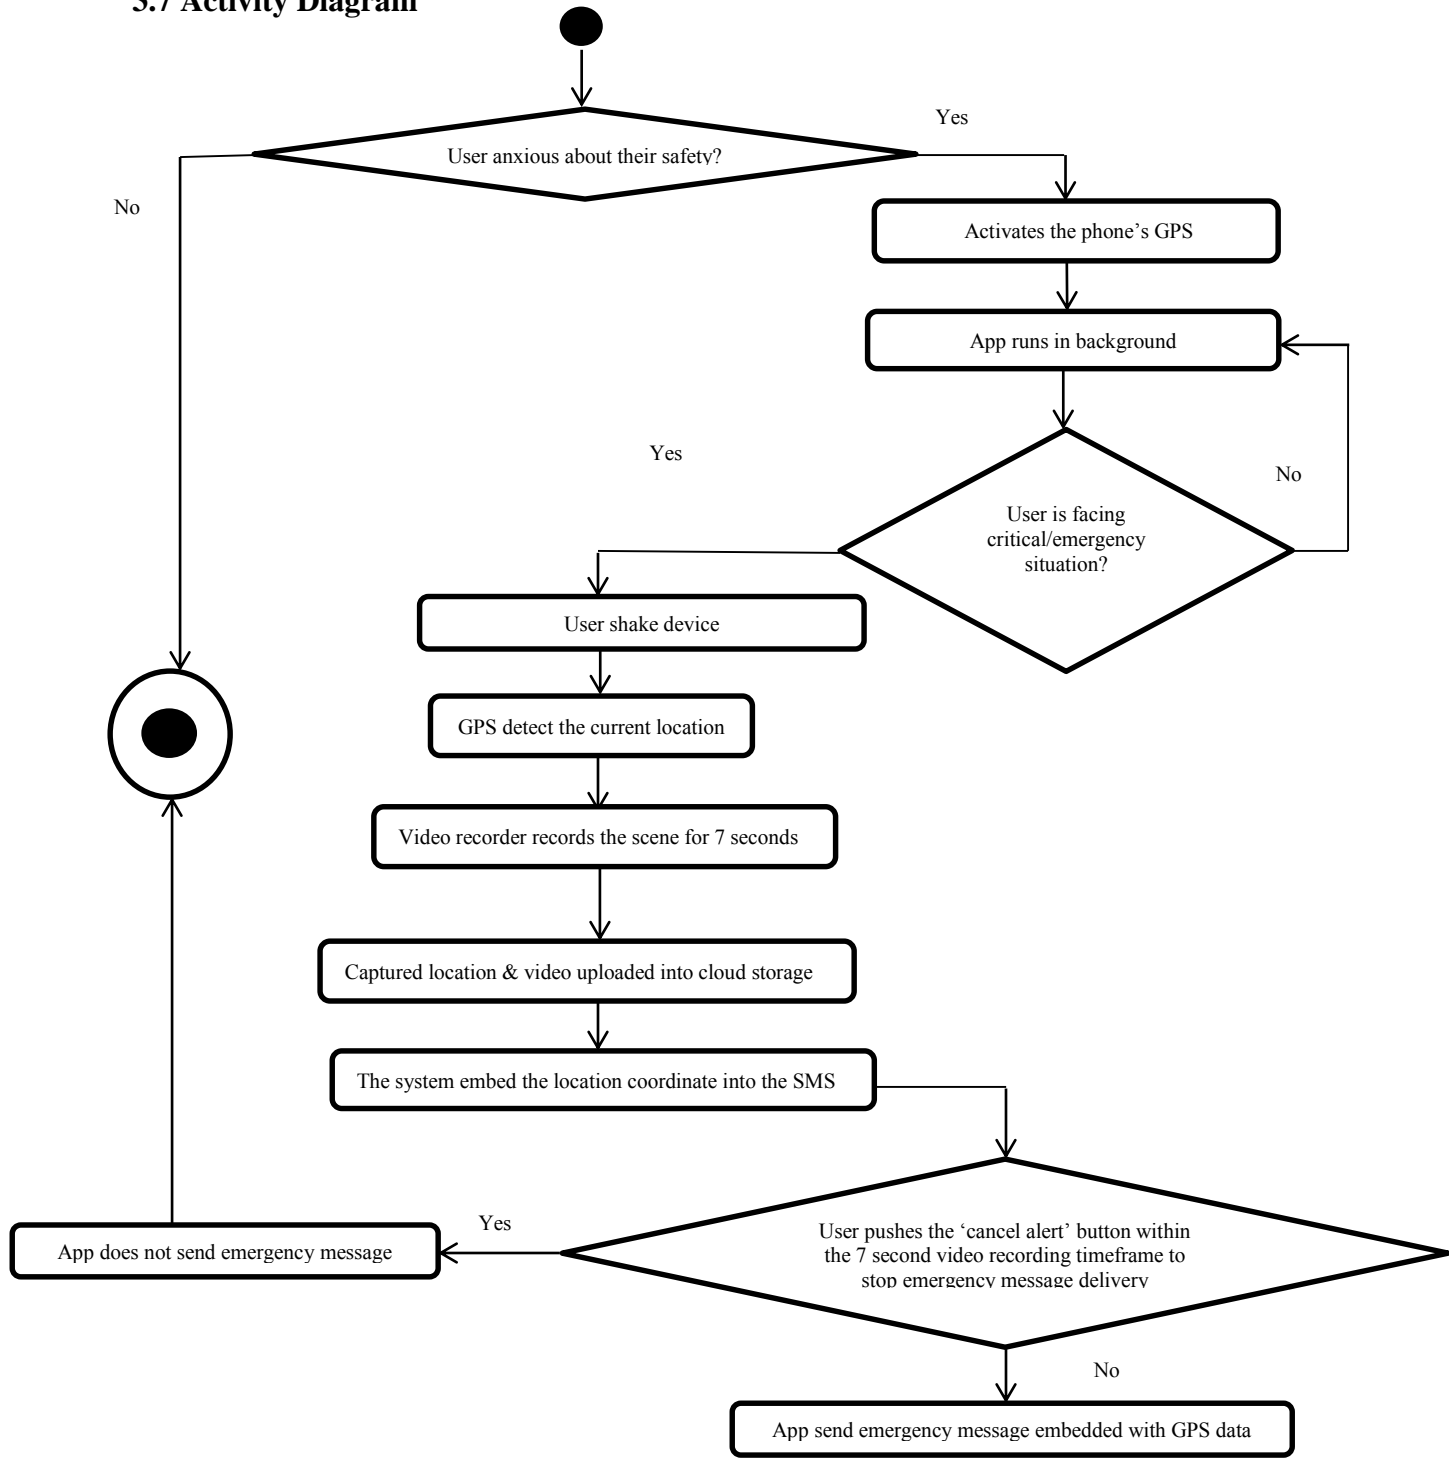 3.7 Activity Diagram
User anxious about their safety?
Yes
No
Activates the phone’s GPS
App runs in background
Yes
No
User is facing
critical/emergency
situation?
User shake device
GPS detect the current location
Video recorder records the scene for 7 seconds
Captured location & video uploaded into cloud storage
The system embed the location coordinate into the SMS
User pushes the ‘cancel alert’ button within
the 7 second video recording timeframe to
stop emergency message delivery
Yes
App does not send emergency message
No
App send emergency message embedded with GPS data